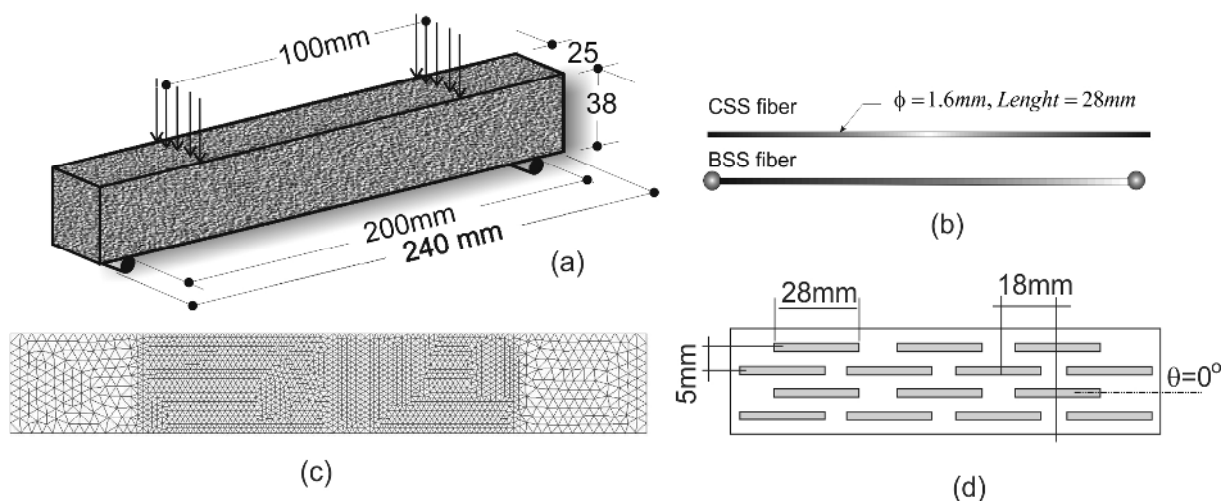 100mm
25
38
200mm
240 mm
(a)
CSS fiber
ϕ = 1.6mm, Lenght = 28mm
BSS fiber
(b)
(c)
28mm
18mm
5mm
θ=0°
(d)